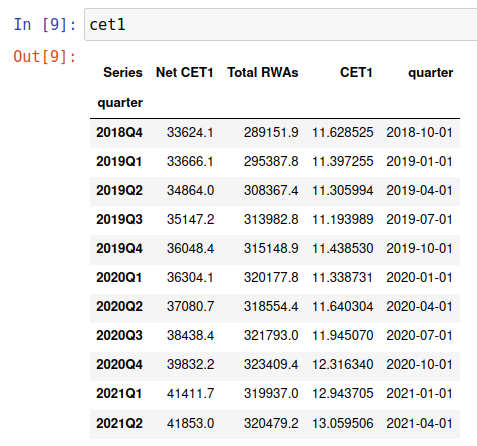 In [9]: cet1
Out[9]:
Series Net CET1 Total RWAs CET1 quarter
quarter
2018Q4 33624.1 289151.9 11.628525 2018-10-01
2019Q1 33666.1 295387.8 11.397255 2019-01-01
2019Q2 34864.0 308367.4 11.305994 2019-04-01
2019Q3 35147.2 313982.8 11.193989 2019-07-01
2019Q4 36048.4 315148.9 11.438530 2019-10-01
2020Q1 36304.1 320177.8 11.338731 2020-01-01
2020Q2 37080.7 318554.4 11.640304 2020-04-01
2020Q3 38438.4 321793.0 11.945070 2020-07-01
2020Q4 39832.2 323409.4 12.316340 2020-10-01
2021Q1 41411.7 319937.0 12.943705 2021-01-01
2021Q2 41853.0 320479.2 13.059506 2021-04-01